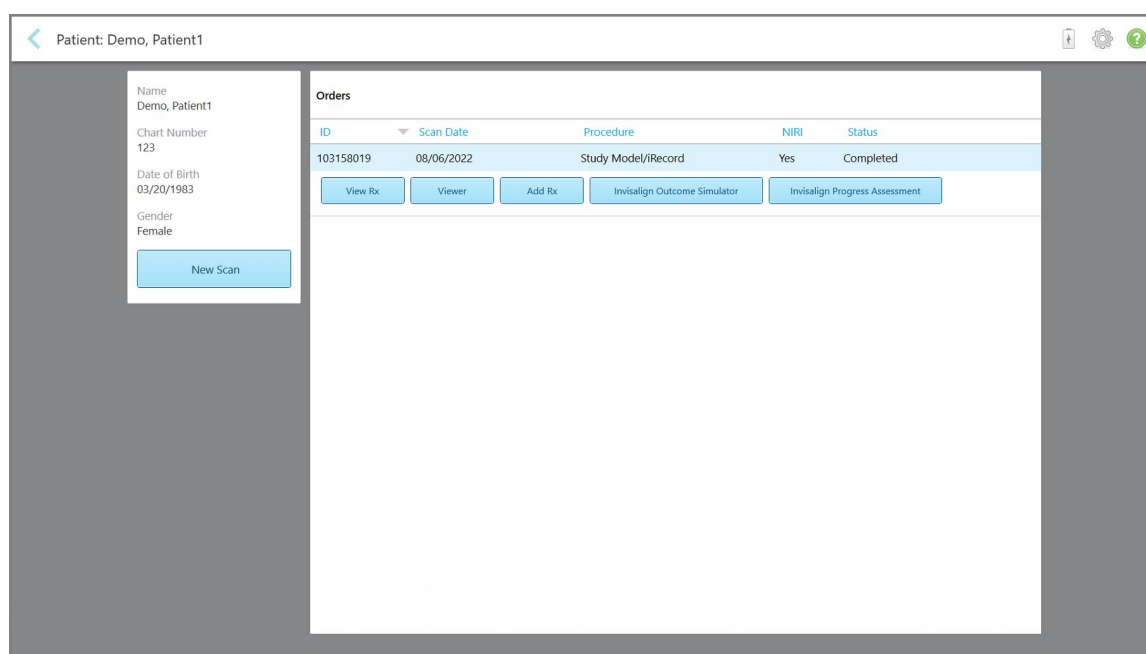 Patient: Demo, Patient1
?
Name
Demo, Patient1
Chart Number
123
Date of Birth
03/20/1983
Gender
Female
New Scan
Orders
ID Scan Date Procedure NIRI Status
103158019 08/06/2022 Study Model/iRecord Yes Completed
View Rx Viewer Add Rx Invisalign Outcome Simulator Invisalign Progress Assessment